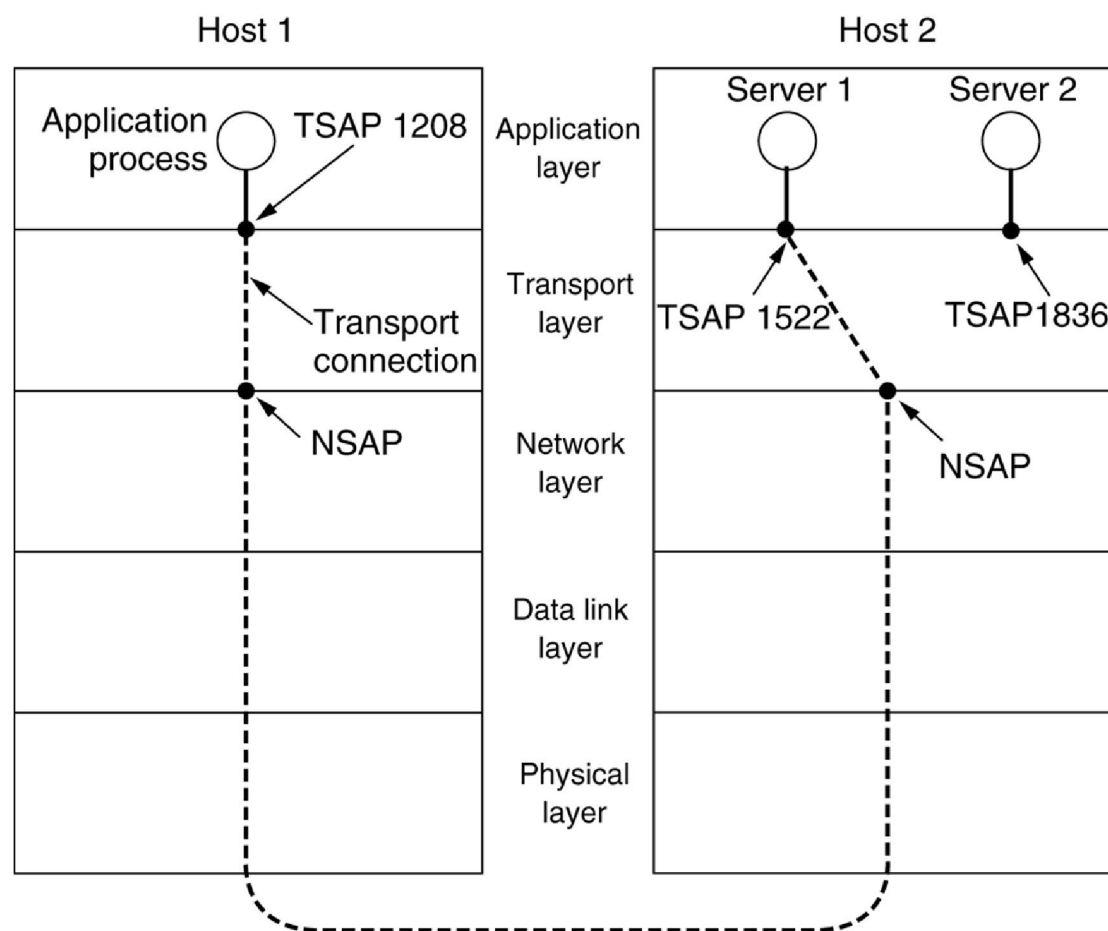 Host 1
Host 2
Application
process
TSAP 1208
Application
layer
Server 1
Server 2
Transport
connection
Transport
layer
TSAP 1522
TSAP1836
NSAP
Network
layer
NSAP
Data link
layer
Physical
layer